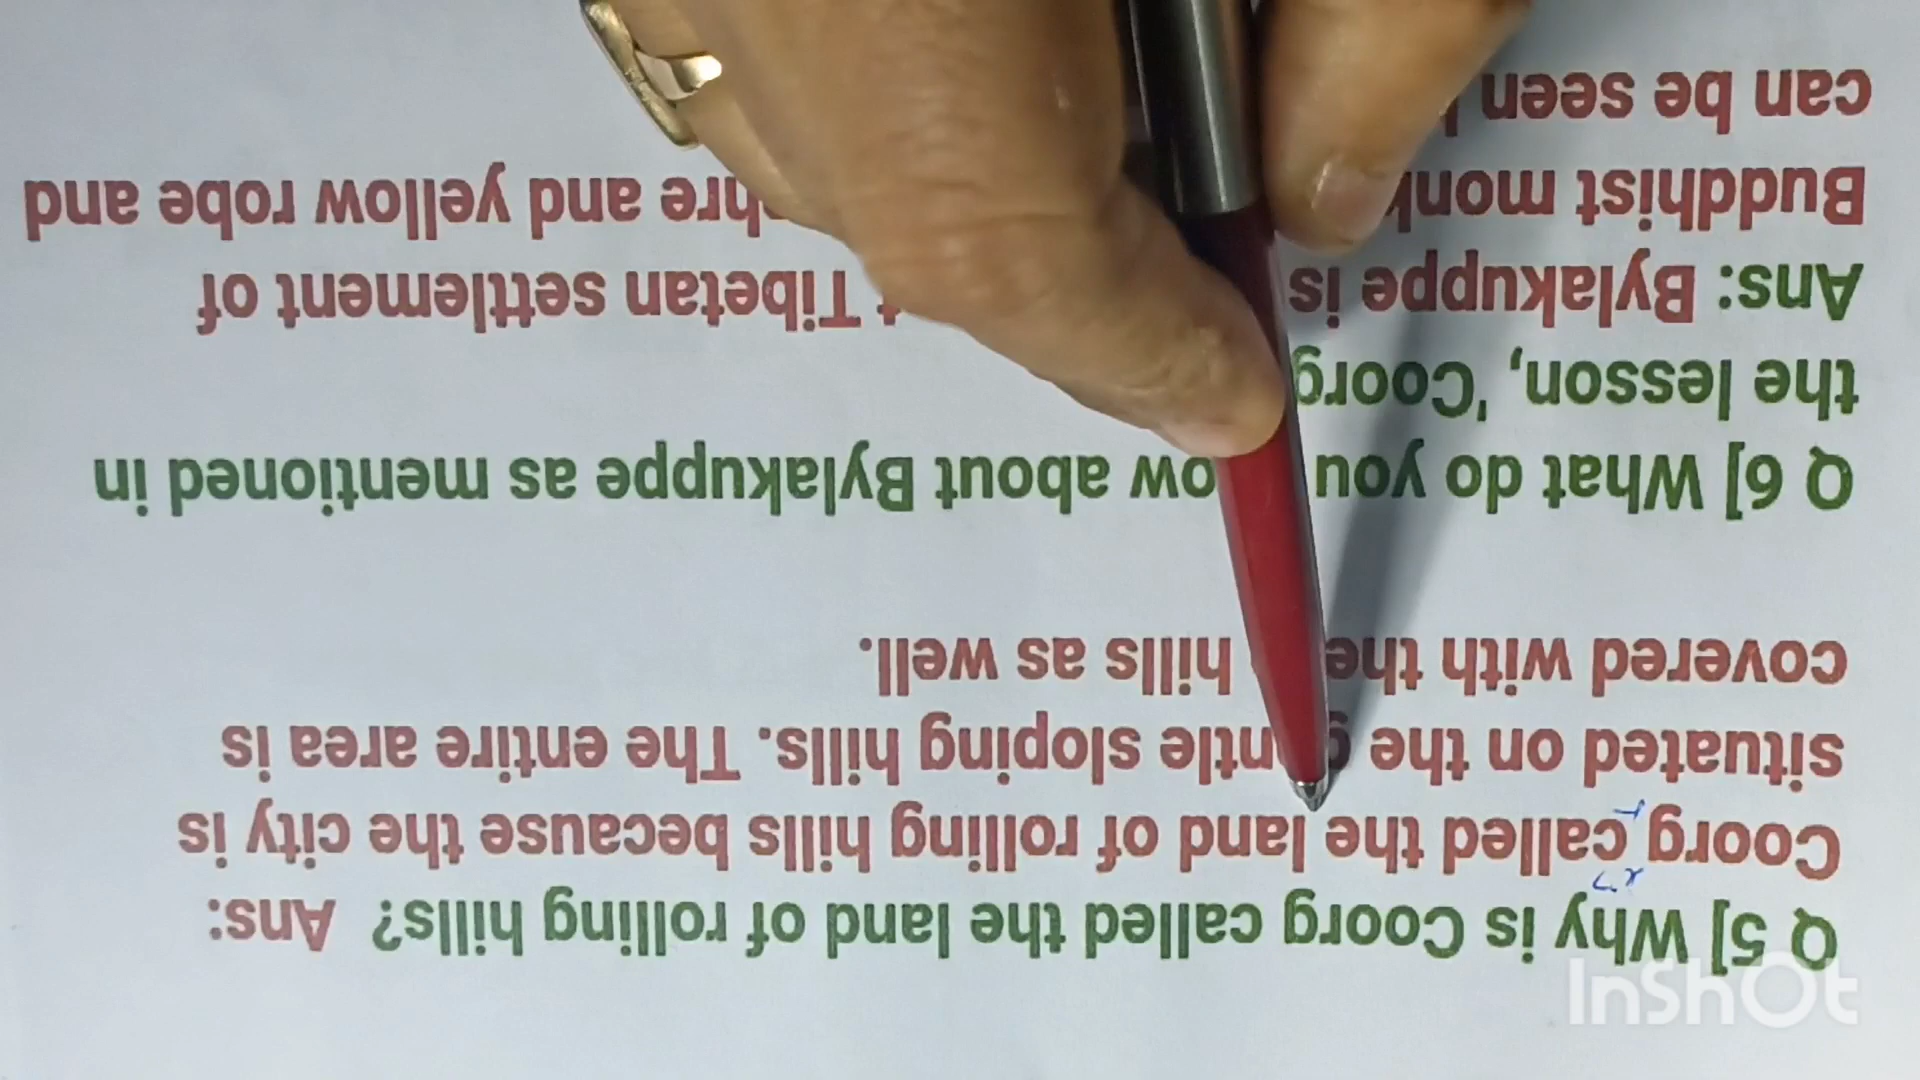 Q 5] Why is Coorg called the land of rolling hills? Ans:
Coorg called the land of rolling hills because the city is
situated on the gentle sloping hills. The entire area is
covered with the hills as well.
Q 6] What do you about Bylakuppe as mentioned in
the lesson, 'Coorg
Ans: Bylakuppe is Tibetan settlement of
Buddhist and yellow robe and
can be seen
InShOt